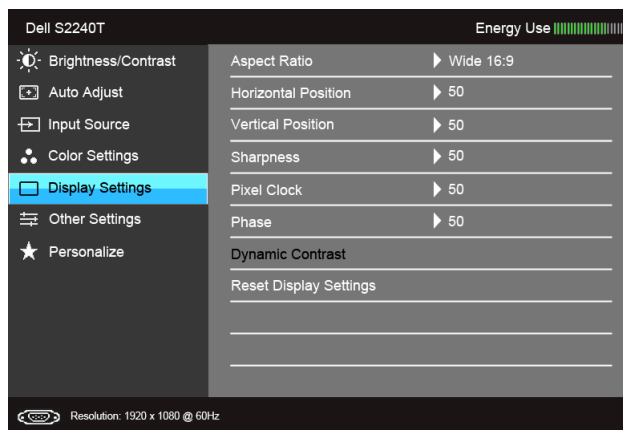 Dell S2240T Energy Use
Brightness/Contrast Aspect Ratio Wide 16:9
Auto Adjust Horizontal Position 50
Input Source Vertical Position 50
Color Settings Sharpness 50
Display Settings Pixel Clock 50
Other Settings Phase 50
Personalize Dynamic Contrast
Reset Display Settings
Resolution: 1920 x 1080 @ 60Hz